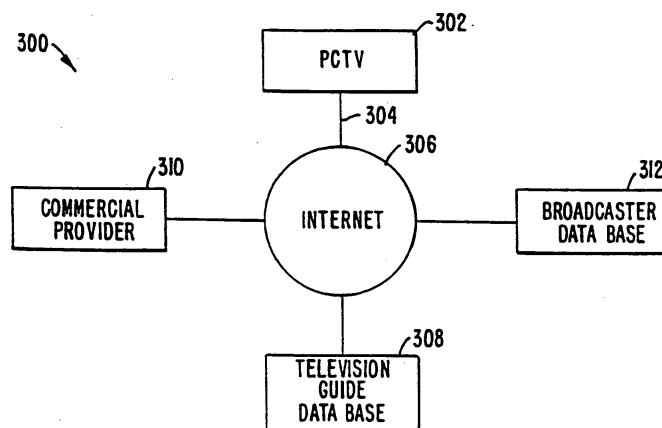 300
302
PCTV
304
306
310
312
COMMERCIAL
PROVIDER
INTERNET
BROADCASTER
DATA BASE
308
TELEVISION
GUIDE
DATA BASE